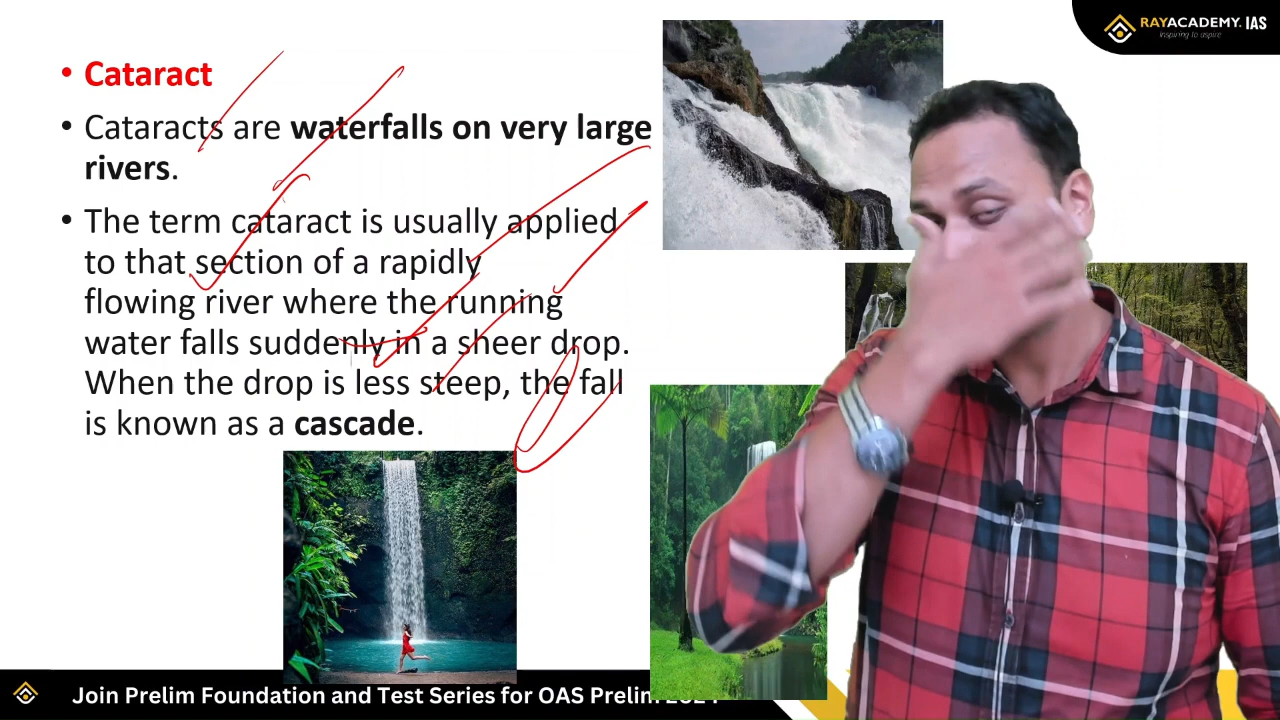 RAYACADEMY. IAS
Inspiring to aspire
• Cataract
• Cataracts are waterfalls on very large
rivers.
• The term cataract is usually applied
to that section of a rapidly
flowing river where the running
water falls suddenly in a sheer drop.
When the drop is less steep, the fall
is known as a cascade.
Join Prelim Foundation and Test Series for OAS Prelim 2024